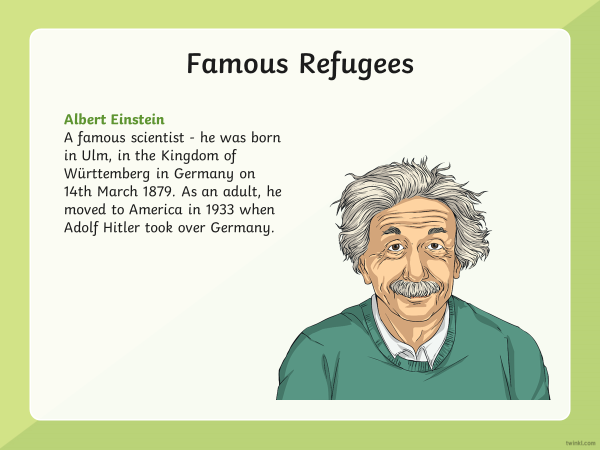 Famous Refugees
Albert Einstein
A famous scientist - he was born
in Ulm, in the Kingdom of
Württemberg in Germany on
14th March 1879. As an adult, he
moved to America in 1933 when
Adolf Hitler took over Germany.
twinkl.com